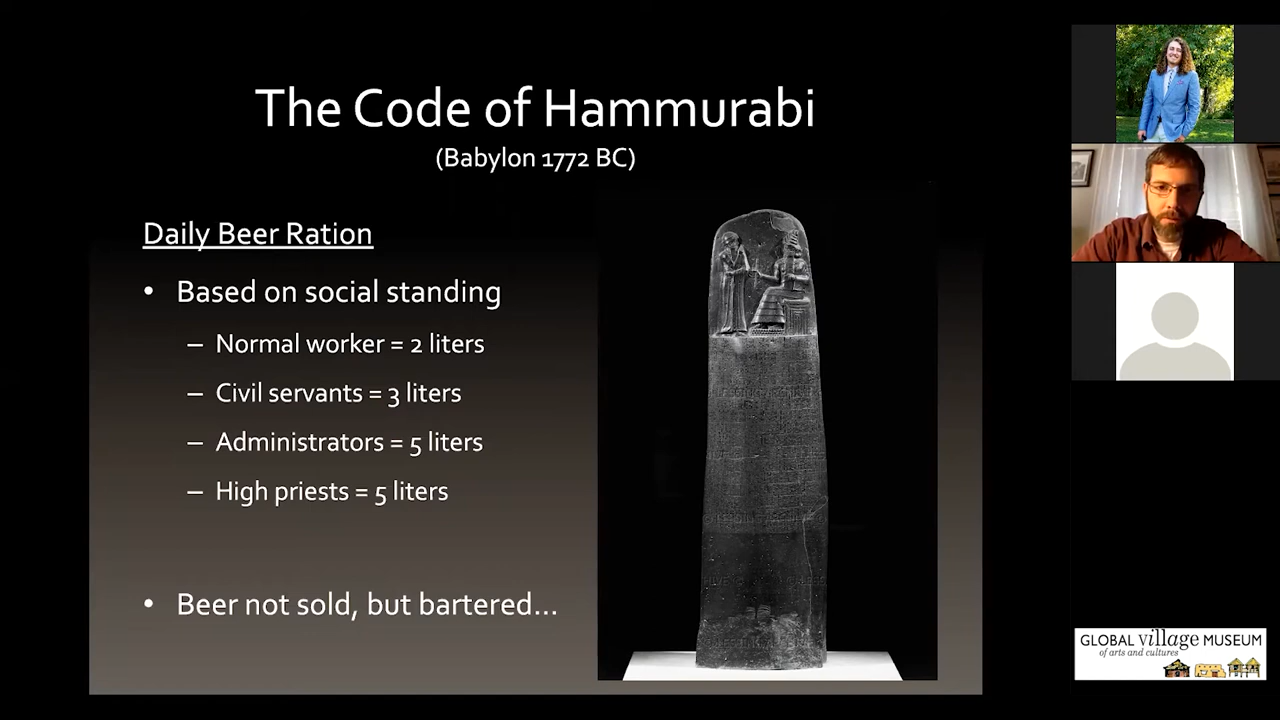 The Code of Hammurabi
(Babylon 1772 BC)
Daily Beer Ration
• Based on social standing
– Normal worker = 2 liters
– Civil servants = 3 liters
– Administrators = 5 liters
– High priests = 5 liters
• Beer not sold, but bartered...
GLOBAL village MUSEUM
of arts and cultures